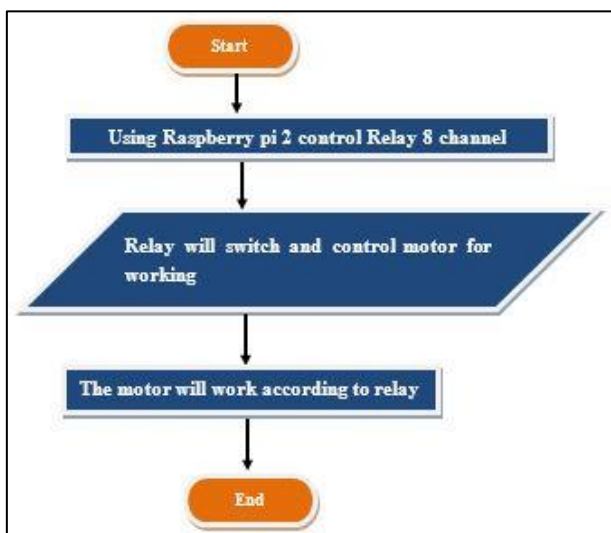 Start
Using Raspberry pi 2 control Relay 8 channel
Relay will switch and control motor for
working
The motor will work according to relay
End